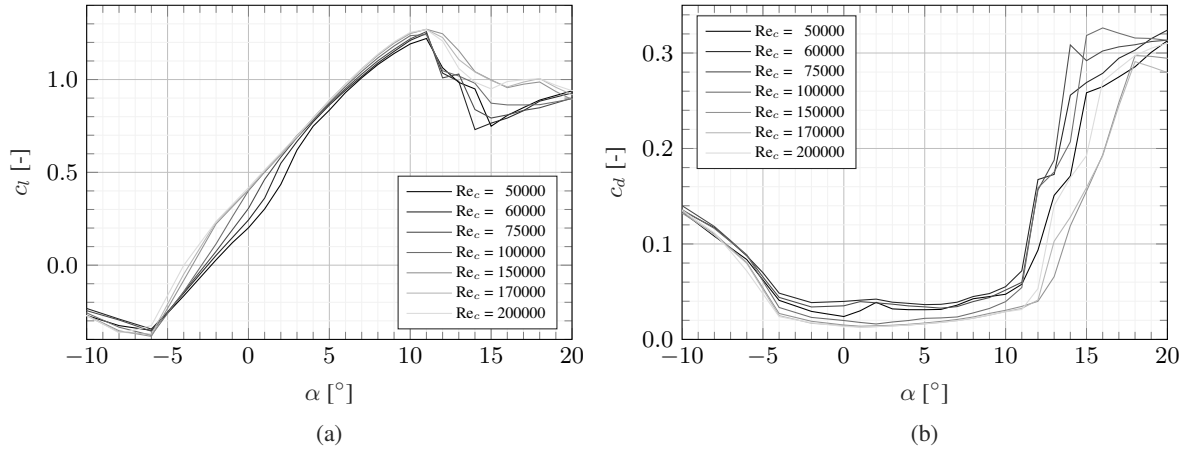 1.0
0.5
0.0
c_l [-]
−10 −5 0 5 10 15 20
α [°]
Re_c = 50000
Re_c = 60000
Re_c = 75000
Re_c = 100000
Re_c = 150000
Re_c = 170000
Re_c = 200000
(a)
0.3
0.2
0.1
0.0
c_d [-]
−10 −5 0 5 10 15 20
α [°]
Re_c = 50000
Re_c = 60000
Re_c = 75000
Re_c = 100000
Re_c = 150000
Re_c = 170000
Re_c = 200000
(b)